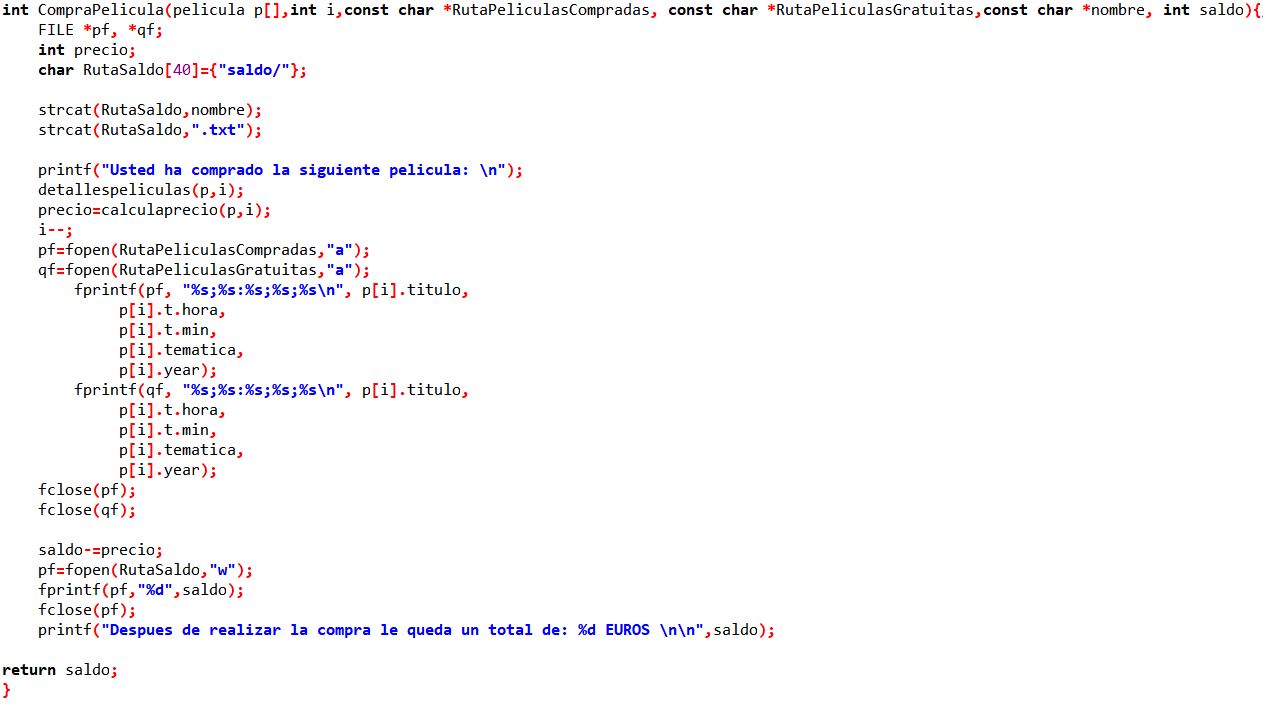 int CompraPelicula(pelicula p[],int i,const char *RutaPeliculasCompradas, const char *RutaPeliculasGratuitas,const char *nombre, int saldo){
FILE *pf, *qf;
int precio;
char RutaSaldo[40]={"saldo/"};
strcat(RutaSaldo,nombre);
strcat(RutaSaldo,".txt");
printf("Usted ha comprado la siguiente pelicula: \n");
detallespeliculas(p,i);
precio=calculaprecio(p,i);
i--;
pf=fopen(RutaPeliculasCompradas,"a");
qf=fopen(RutaPeliculasGratuitas,"a");
fprintf(pf, "%s;%s:%s;%s;%s\n", p[i].titulo,
p[i].t.hora,
p[i].t.min,
p[i].tematica,
p[i].year);
fprintf(qf, "%s;%s:%s;%s;%s\n", p[i].titulo,
p[i].t.hora,
p[i].t.min,
p[i].tematica,
p[i].year);
fclose(pf);
fclose(qf);
saldo-=precio;
pf=fopen(RutaSaldo,"w");
fprintf(pf,"%d",saldo);
fclose(pf);
printf("Despues de realizar la compra le queda un total de: %d EUROS \n\n",saldo);
return saldo;
}